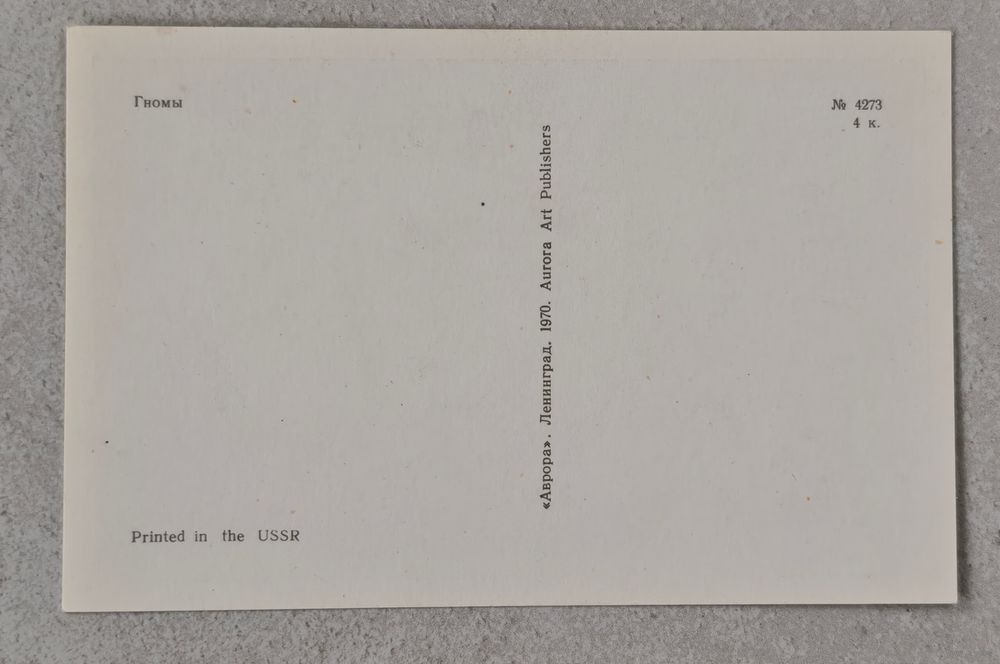 Гномы
№ 4273
4 к.
«Аврора». Ленинград. 1970. Aurora Art Publishers
Printed in the USSR